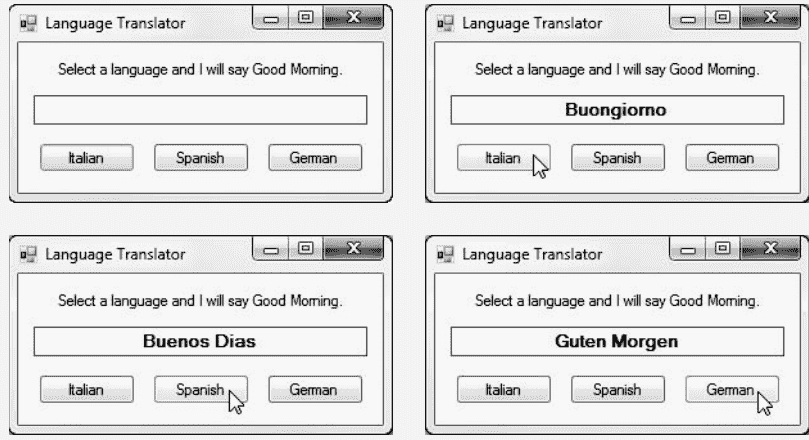 Language Translator
Select a language and I will say Good Morning.
Italian Spanish German
Language Translator
Select a language and I will say Good Morning.
Buongiorno
Italian Spanish German
Language Translator
Select a language and I will say Good Morning.
Buenos Dias
Italian Spanish German
Language Translator
Select a language and I will say Good Morning.
Guten Morgen
Italian Spanish German